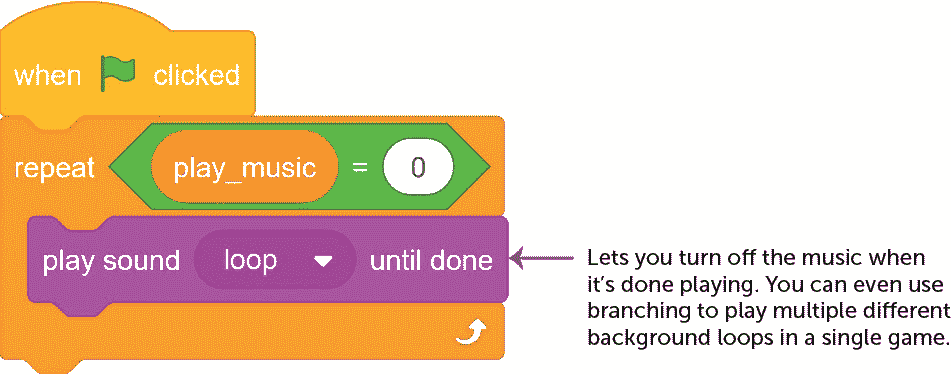 when clicked
repeat play_music = 0
play sound loop until done
Lets you turn off the music when
it's done playing. You can even use
branching to play multiple different
background loops in a single game.